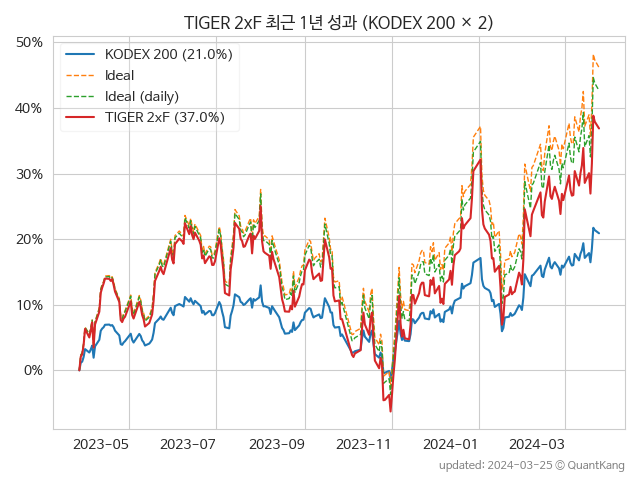 TIGER 2xF 최근 1년 성과 (KODEX 200 × 2)
50%
40%
30%
20%
10%
0%
KODEX 200 (21.0%)
Ideal
Ideal (daily)
TIGER 2xF (37.0%)
2023-05 2023-07 2023-09 2023-11 2024-01 2024-03
updated: 2024-03-25 © QuantKang